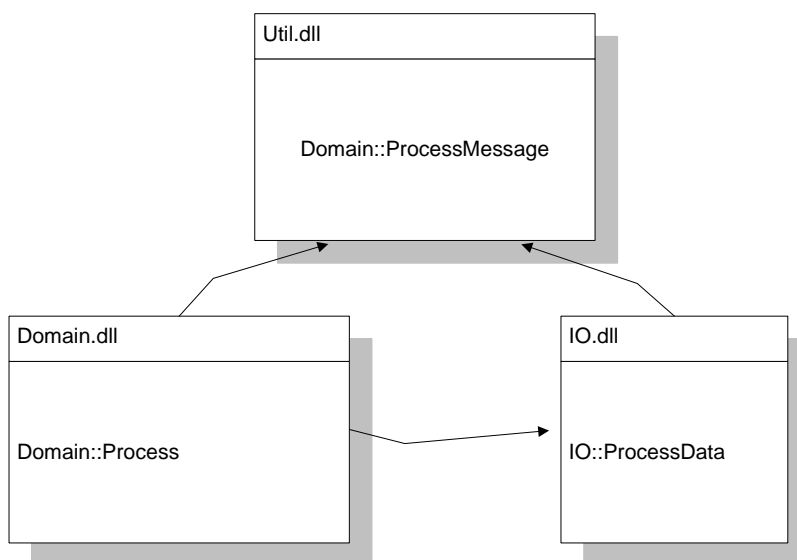 Util.dll
Domain::ProcessMessage
Domain.dll
IO.dll
Domain::Process
IO::ProcessData